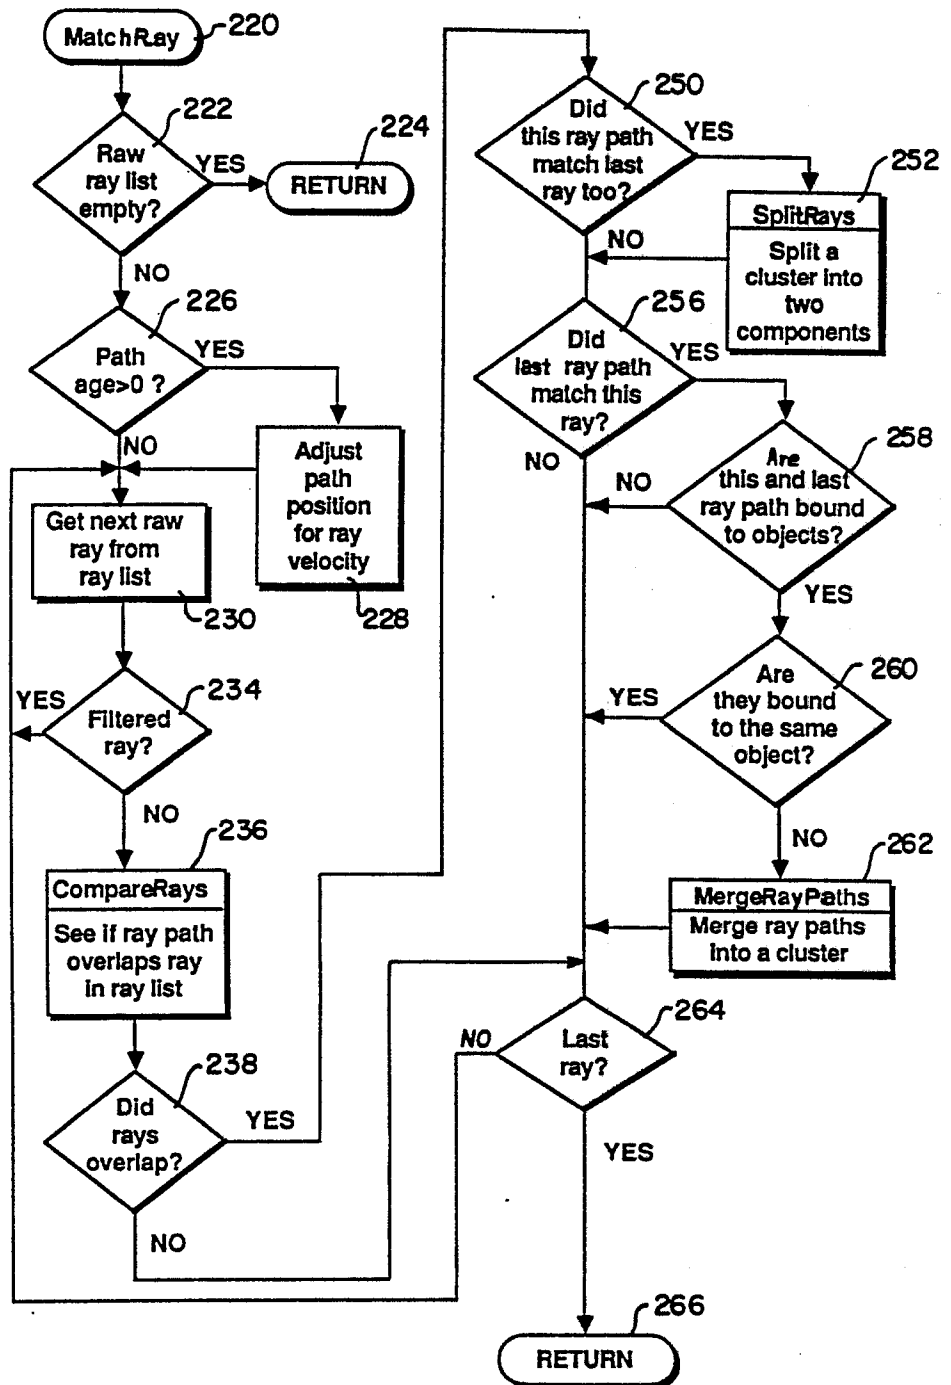 MatchRay
220
222
Raw
ray list
empty?
YES
224
RETURN
NO
226
Path
age>0 ?
YES
NO
Adjust
path
position
for ray
velocity
228
Get next raw
ray from
ray list
230
234
YES
Filtered
ray?
NO
236
CompareRays
See if ray path
overlaps ray
in ray list
238
Did
rays
overlap?
YES
NO
250
Did
this ray path
match last
ray too?
YES
252
SplitRays
Split a
cluster into
two
components
NO
256
Did
last ray path
match this
ray?
YES
NO
258
Are
this and last
ray path bound
to objects?
NO
YES
260
Are
they bound
to the same
object?
YES
NO
262
MergeRayPaths
Merge ray paths
into a cluster
264
Last
ray?
NO
YES
266
RETURN